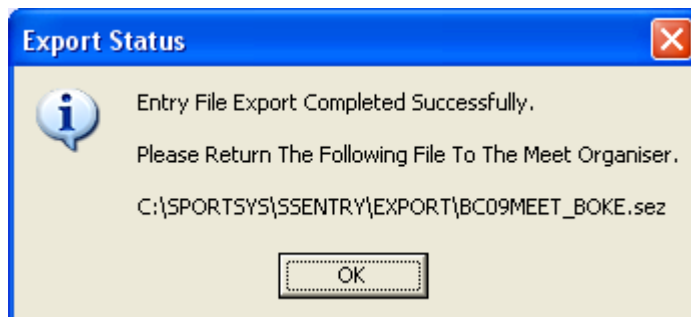 Export Status
Entry File Export Completed Successfully.
Please Return The Following File To The Meet Organiser.
C:\SPORTSYS\SSENTRY\EXPORT\BC09MEET_BOKE.sez
OK